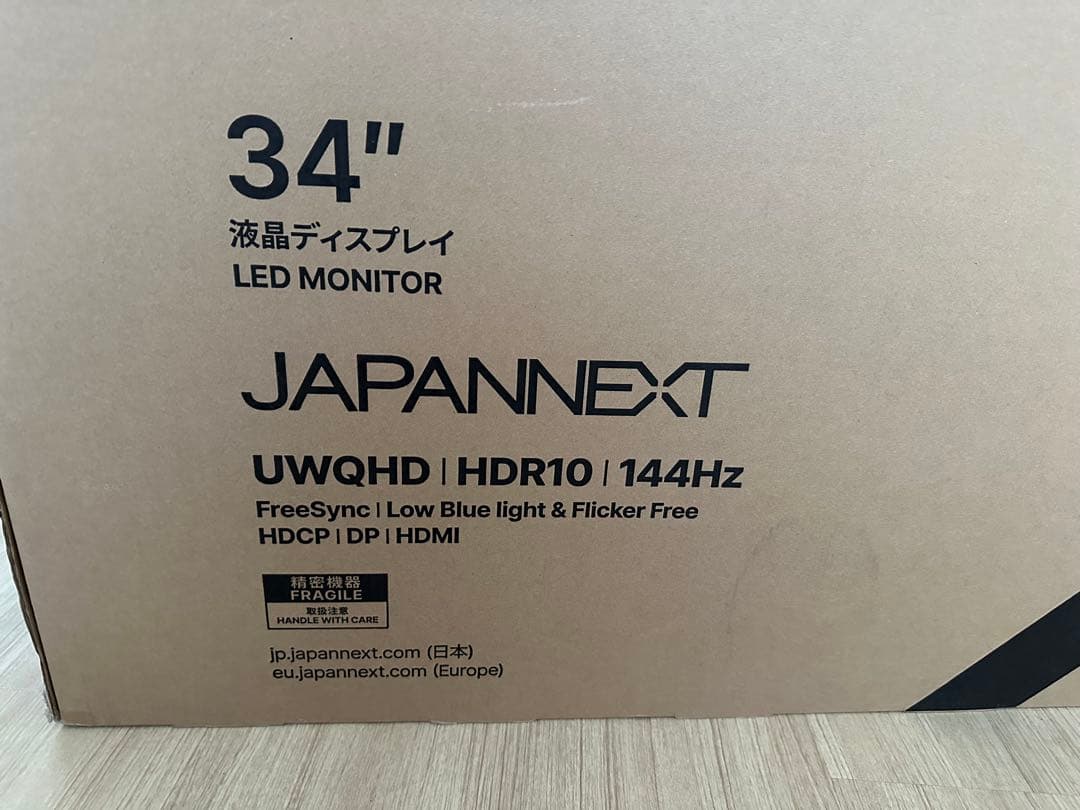 34"
液晶ディスプレイ
LED MONITOR
JAPANNEXT
UWQHD | HDR10 | 144Hz
FreeSync | Low Blue light & Flicker Free
HDCP | DP | HDMI
精密機器
FRAGILE
取扱注意
HANDLE WITH CARE
jp.japannext.com (日本)
eu.japannext.com (Europe)